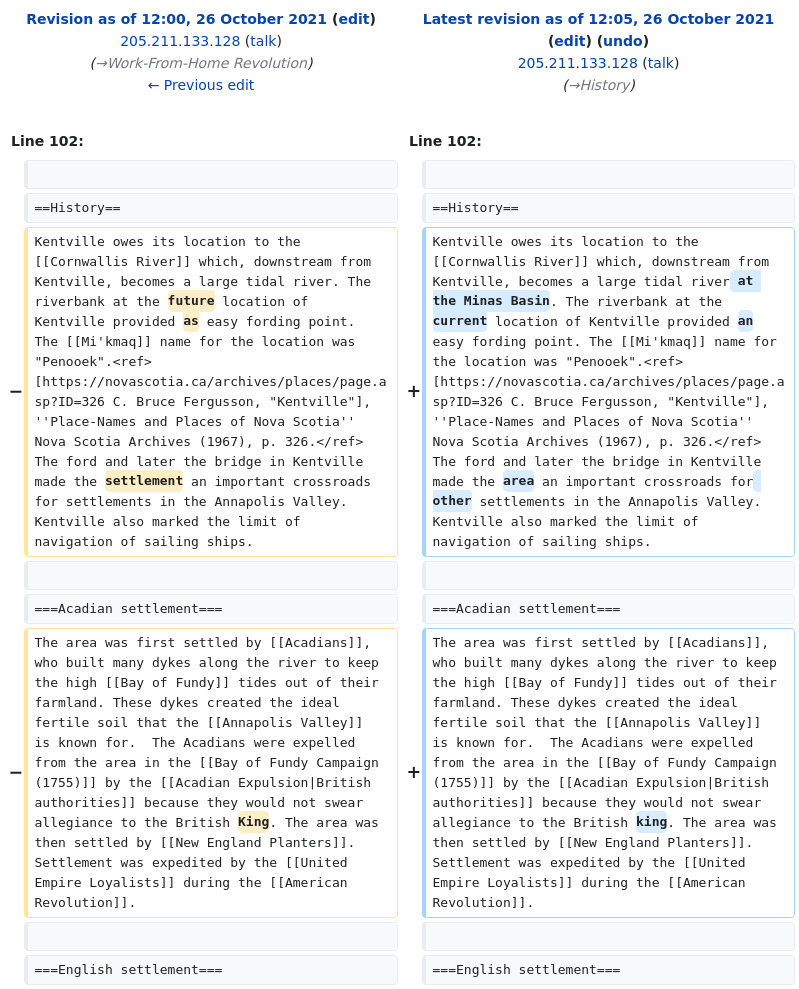 Revision as of 12:00, 26 October 2021 (edit)
205.211.133.128 (talk)
(→Work-From-Home Revolution)
← Previous edit
Latest revision as of 12:05, 26 October 2021
(edit) (undo)
205.211.133.128 (talk)
(→History)
Line 102:
Line 102:
==History==
==History==
−
Kentville owes its location to the
[[Cornwallis River]] which, downstream from
Kentville, becomes a large tidal river. The
riverbank at the future location of
Kentville provided as easy fording point.
The [[Mi'kmaq]] name for the location was
"Penooek".<ref>
[https://novascotia.ca/archives/places/page.a
sp?ID=326 C. Bruce Fergusson, "Kentville"],
''Place-Names and Places of Nova Scotia''
Nova Scotia Archives (1967), p. 326.</ref>
The ford and later the bridge in Kentville
made the settlement an important crossroads
for settlements in the Annapolis Valley.
Kentville also marked the limit of
navigation of sailing ships.
+
Kentville owes its location to the
[[Cornwallis River]] which, downstream from
Kentville, becomes a large tidal river at
the Minas Basin. The riverbank at the
current location of Kentville provided an
easy fording point. The [[Mi'kmaq]] name for
the location was "Penooek".<ref>
[https://novascotia.ca/archives/places/page.a
sp?ID=326 C. Bruce Fergusson, "Kentville"],
''Place-Names and Places of Nova Scotia''
Nova Scotia Archives (1967), p. 326.</ref>
The ford and later the bridge in Kentville
made the area an important crossroads for
other settlements in the Annapolis Valley.
Kentville also marked the limit of
navigation of sailing ships.
===Acadian settlement===
===Acadian settlement===
−
The area was first settled by [[Acadians]],
who built many dykes along the river to keep
the high [[Bay of Fundy]] tides out of their
farmland. These dykes created the ideal
fertile soil that the [[Annapolis Valley]]
is known for.  The Acadians were expelled
from the area in the [[Bay of Fundy Campaign
(1755)]] by the [[Acadian Expulsion|British
authorities]] because they would not swear
allegiance to the British King. The area was
then settled by [[New England Planters]].
Settlement was expedited by the [[United
Empire Loyalists]] during the [[American
Revolution]].
+
The area was first settled by [[Acadians]],
who built many dykes along the river to keep
the high [[Bay of Fundy]] tides out of their
farmland. These dykes created the ideal
fertile soil that the [[Annapolis Valley]]
is known for.  The Acadians were expelled
from the area in the [[Bay of Fundy Campaign
(1755)]] by the [[Acadian Expulsion|British
authorities]] because they would not swear
allegiance to the British king. The area was
then settled by [[New England Planters]].
Settlement was expedited by the [[United
Empire Loyalists]] during the [[American
Revolution]].
===English settlement===
===English settlement===